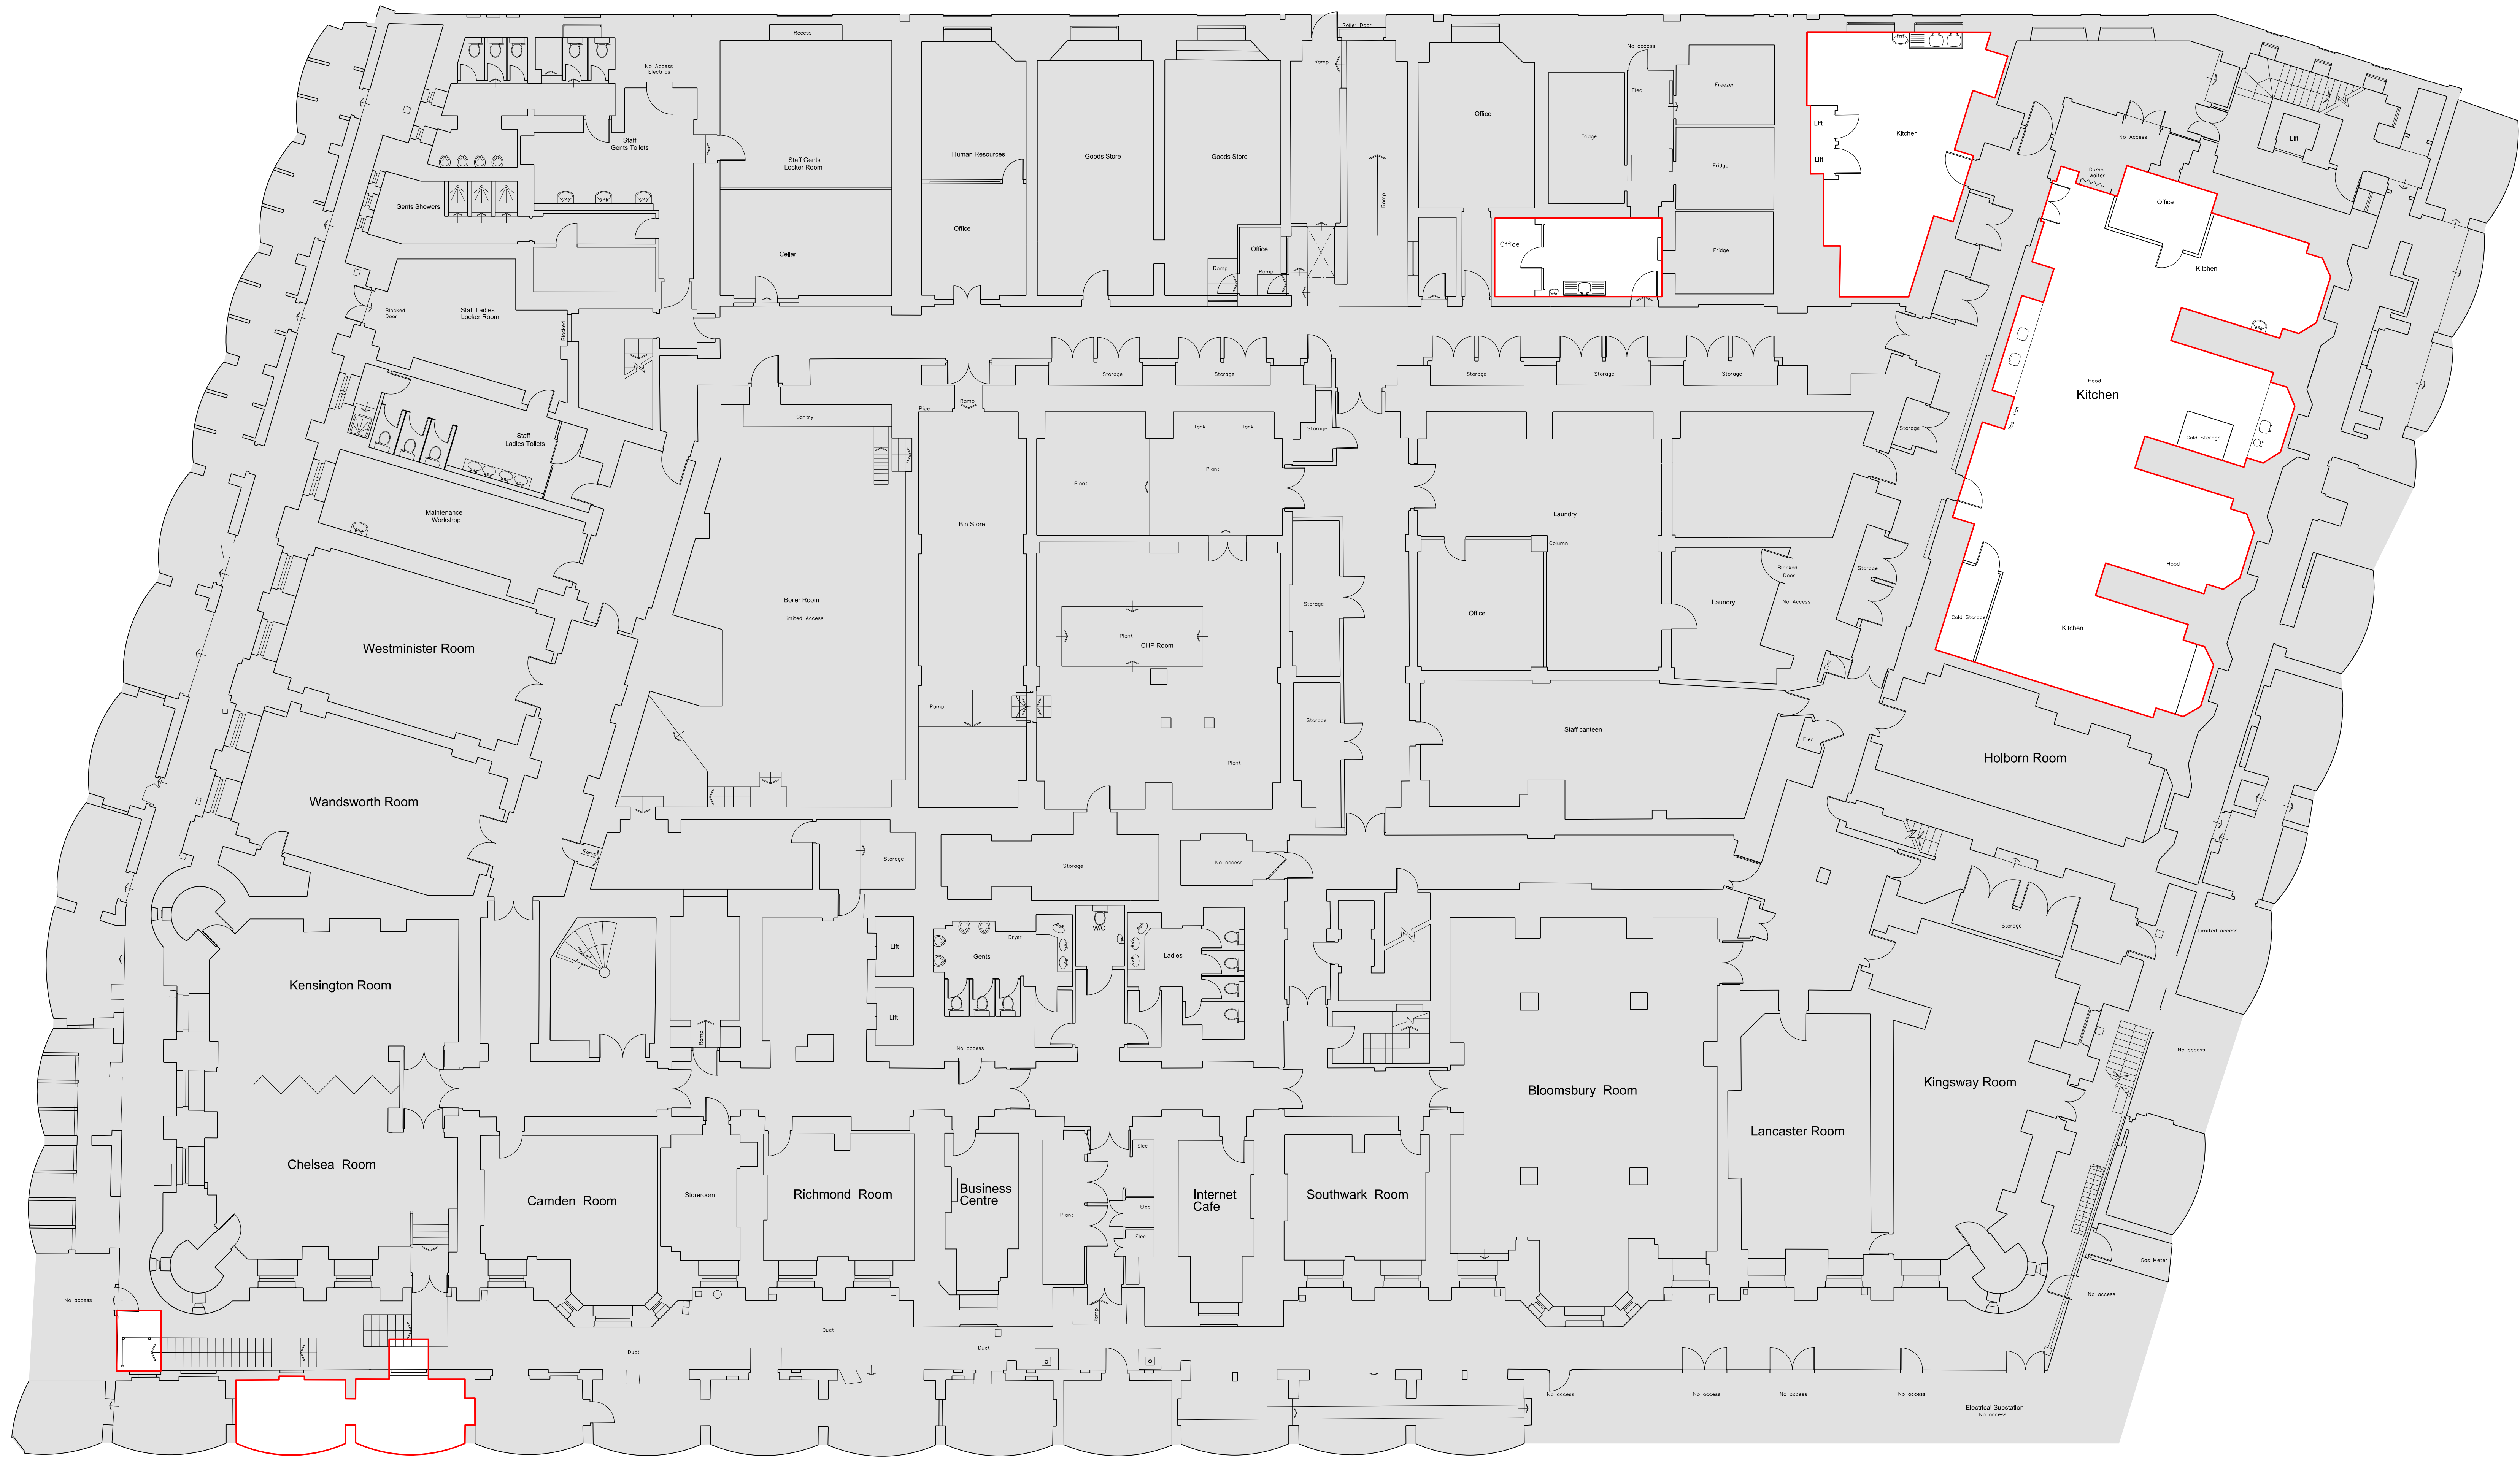 Roller Door
Recess
No access
No Access
Electrics
Ramp
Elec
Freezer
Office
Lift
Kitchen
Fridge
Lift
No Access
Staff
Gents Toilets
Staff Gents
Locker Room
Human Resources
Goods Store
Goods Store
Fridge
Lift
Dumb
Waiter
Ramp
Gents Showers
Office
Office
Cellar
Office
Office
Fridge
Ramp
Ramp
Kitchen
Blocked
Door
Staff Ladies
Locker Room
Blocked
Storage
Storage
Storage
Storage
Storage
Hood
Kitchen
Ramp
Pipe
Gantry
Gas
Tank
Tank
Storage
Storage
Staff
Ladies Toilets
Cold Storage
Plant
Plant
Maintenance
Workshop
Bin Store
Laundry
Column
Blocked
Door
Storage
Hood
Boiler Room
Limited Access
Storage
Office
Laundry
No Access
Cold Storage
Kitchen
Plant
CHP Room
Westminister Room
Elec
Ramp
Storage
Staff canteen
Elec
Holborn Room
Plant
Wandsworth Room
Ramp
Storage
Storage
No access
Storage
Limited access
W/C
Dryer
Lift
Gents
Ladies
Kensington Room
Lift
Ramp
No access
No access
Bloomsbury Room
Kingsway Room
Lancaster Room
Elec
Chelsea Room
Camden Room
Storeroom
Richmond Room
Business
Centre
Plant
Elec
Internet
Cafe
Southwark Room
Elec
Gas Meter
No access
No access
Ramp
Duct
Duct
Duct
No access
No access
No access
No access
Electrical Substation
No access